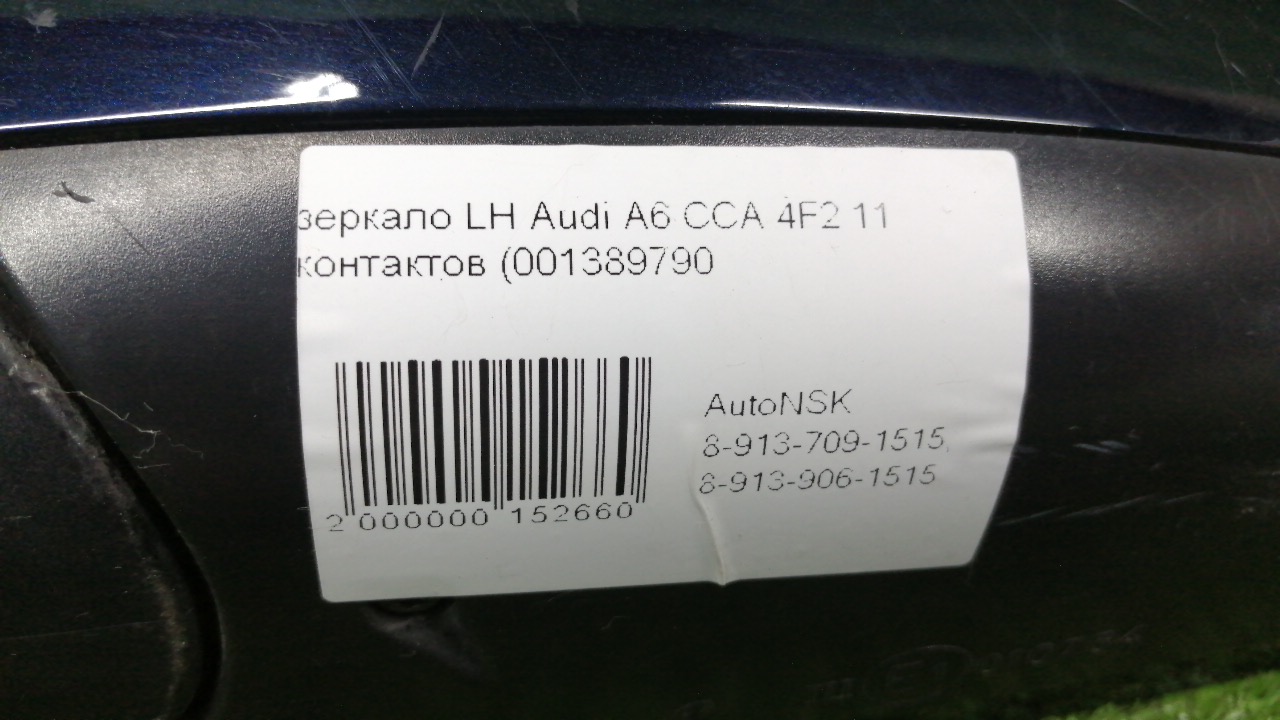 зеркало LH Audi A6 CCA 4F2 11
контактов (001389790
AutoNSK
8-913-709-1515,
8-913-906-1515
2 000000 152660